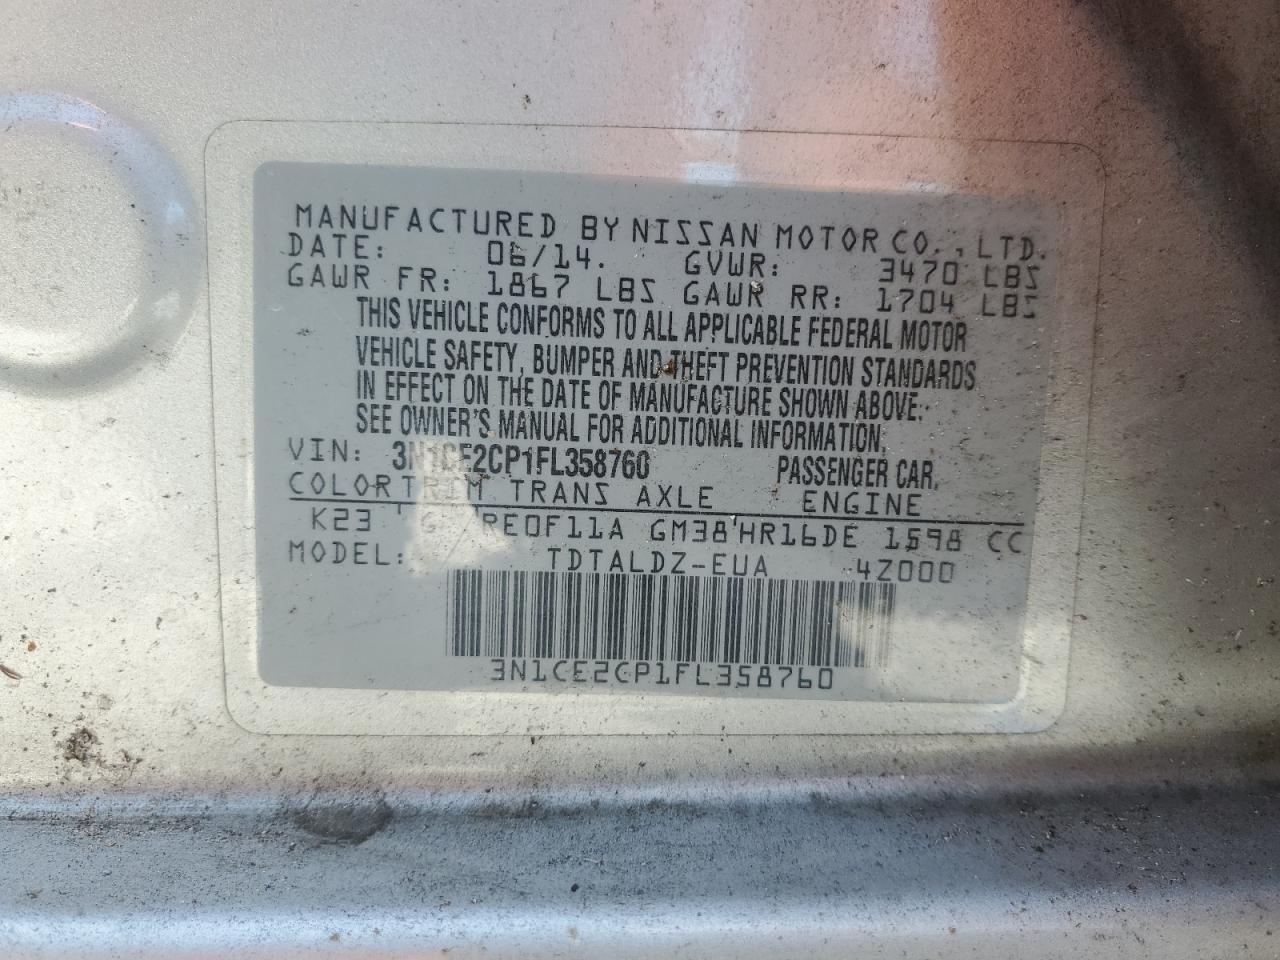 MANUFACTURED BY NISSAN MOTOR CO., LTD.
DATE: 06/14. GVWR: 3470 LBS
GAWR FR: 1867 LBS GAWR RR: 1704 LBS
THIS VEHICLE CONFORMS TO ALL APPLICABLE FEDERAL MOTOR
VEHICLE SAFETY, BUMPER AND THEFT PREVENTION STANDARDS
IN EFFECT ON THE DATE OF MANUFACTURE SHOWN ABOVE.
SEE OWNER'S MANUAL FOR ADDITIONAL INFORMATION.
VIN: 3N1CE2CP1FL358760 PASSENGER CAR.
COLOR TRIM TRANS AXLE ENGINE
K23 G RE0F11A GM38 HR16DE 1598 CC
MODEL: TDTALDZ-EUA 4Z000
3N1CE2CP1FL358760